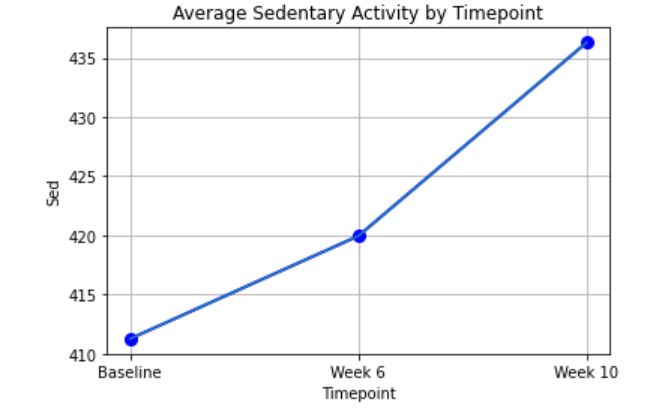 Average Sedentary Activity by Timepoint
435
430
425
420
415
410
Sed
Baseline Week 6 Week 10
Timepoint